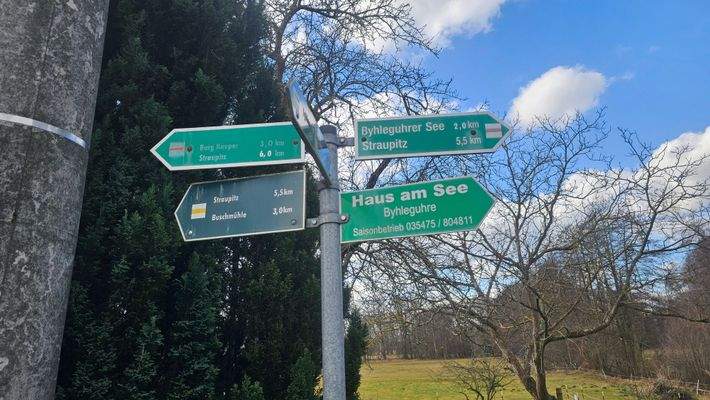 Burg Neuper 3,0 km
Straupitz 6,0 km
Straupitz 5,5km
Buschmühle 3,0km
Byhleguhrer See 2,0 km
Straupitz 5,5 km
Haus am See
Byhleguhre
Saisonbetrieb 035475 / 804811